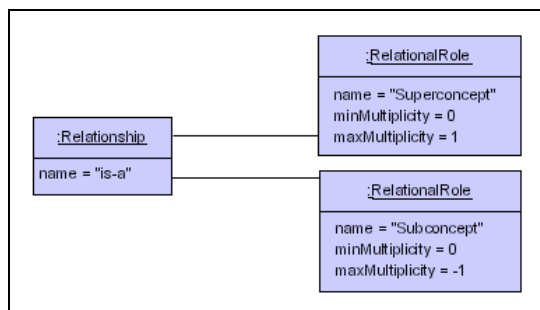 :RelationalRole
name = "Superconcept"
minMultiplicity = 0
maxMultiplicity = 1
:Relationship
name = "is-a"
:RelationalRole
name = "Subconcept"
minMultiplicity = 0
maxMultiplicity = -1